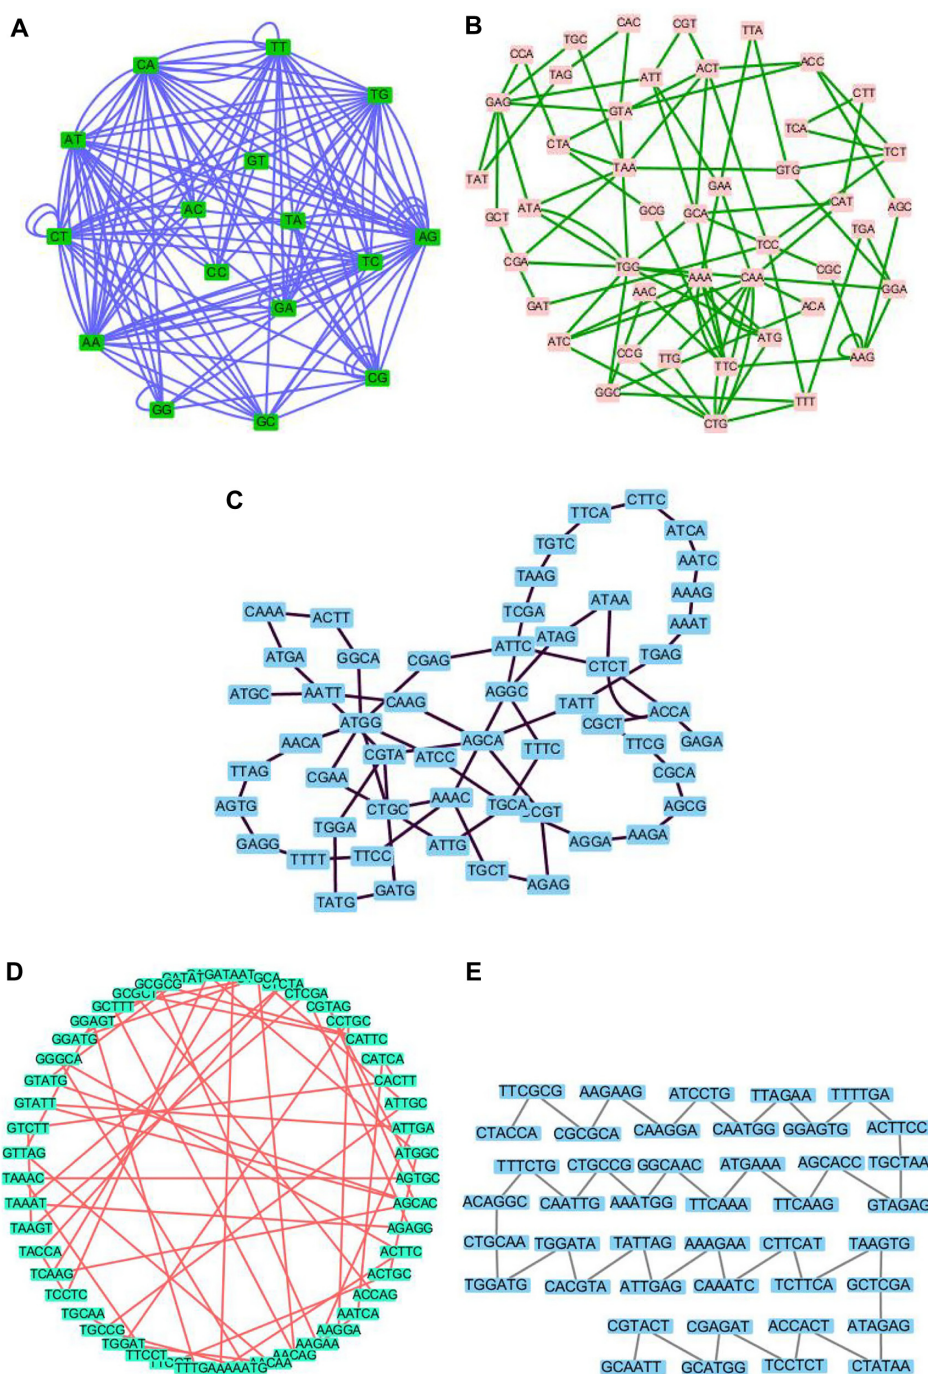 A
TT
CA
TG
AT
GT
AC
TA
CT
AG
TC
CC
GA
AA
CG
GG
GC
B
CAC
CGT
TTA
TGC
CCA
TAG
ATT
ACT
ACC
GAG
CTT
GTA
TCA
CTA
TCT
TAA
GTG
TAT
GAA
ATA
GCG
GCA
CAT
AGC
GCT
TGA
TCC
CGA
TGG
CGC
AAA
CAA
AAC
GGA
GAT
ACA
ATC
ATG
CCG
TTG
TTC
AAG
GGC
TTT
CTG
C
CTTC
TTCA
ATCA
TGTC
AATC
TAAG
AAAG
ATAA
CAAA
ACTT
TCGA
AAAT
ATAG
ATTC
ATGA
GGCA
CGAG
CTCT
TGAG
ATGC
AATT
AGGC
CAAG
TATT
ACCA
ATGG
CGCT
AACA
AGCA
TTCG
GAGA
CGTA
ATCC
TTTC
TTAG
CGAA
CGCA
AGTG
CTGC
AAAC
TGCA
CCGT
AGCG
TGGA
GAGG
ATTG
AGGA
AAGA
TTTT
TTCC
TGCT
AGAG
TATG
GATG
D
GATAAT
GCGCG
CTCGA
GCGCT
GCTTT
CGTAG
GGAGT
CCTGC
GGATG
CATTC
GGGCA
CATCA
GTATG
CACTT
GTATT
ATTGC
GTCTT
ATTGA
GTTAG
ATGGC
TAAAC
AGTGC
TAAAT
AGCAC
TAAGT
AGAGG
TACCA
ACTTC
TCAAG
ACTGC
TCCTC
ACCAG
TGCAA
AATCA
TGCCG
AAGGA
TGGAT
AAGAA
TTCCT
AACAG
E
TTCGCG AAGAAG ATCCTG TTAGAA TTTTGA
CTACCA CGCGCA CAAGGA CAATGG GGAGTG ACTTCC
TTTCTG CTGCCG GGCAAC ATGAAA AGCACC TGCTAA
ACAGGC CAATTG AAATGG TTCAAA TTCAAG GTAGAG
CTGCAA TGGATA TATTAG AAAGAA CTTCAT TAAGTG
TGGATG CACGTA ATTGAG CAAATC TCTTCA GCTCGA
CGTACT CGAGAT ACCACT ATAGAG
GCAATT GCATGG TCCTCT CTATAA